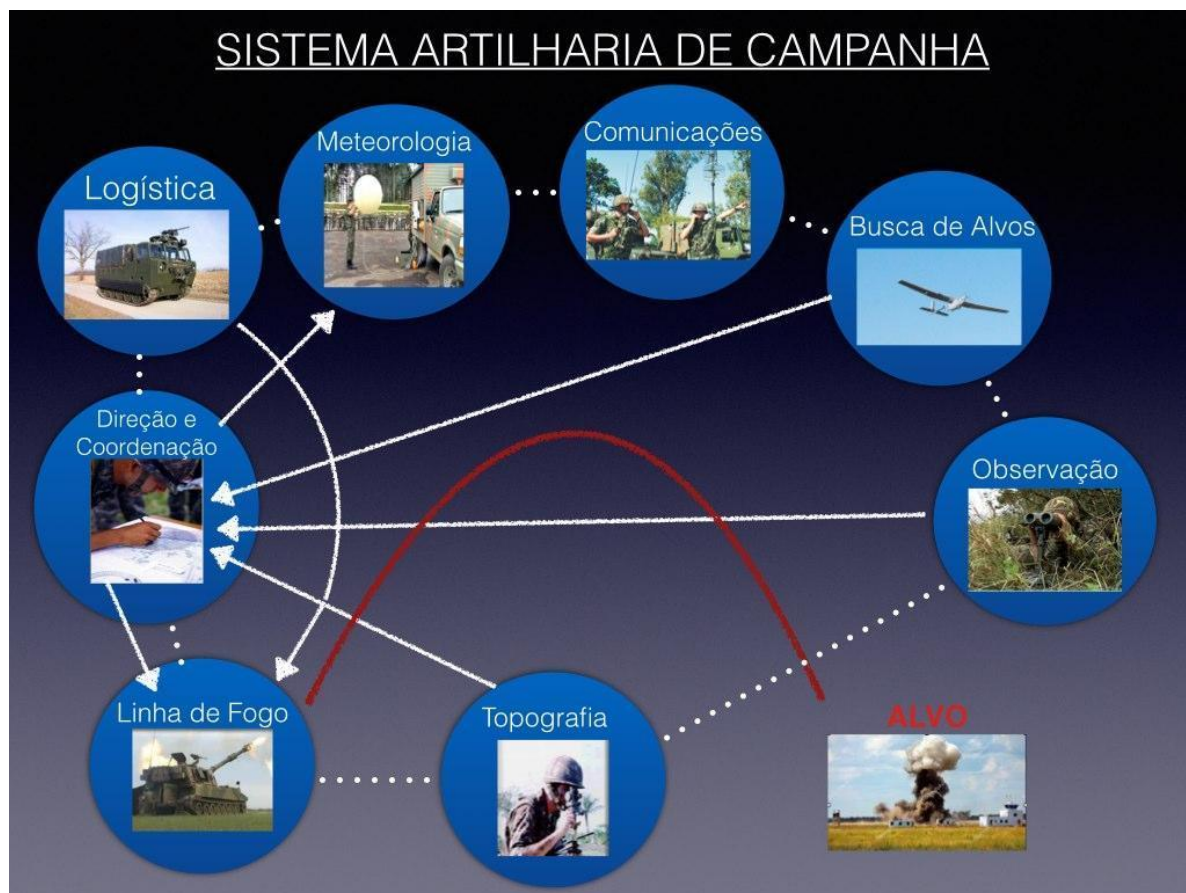 SISTEMA ARTILHARIA DE CAMPANHA
Meteorologia
Comunicações
Logística
Busca de Alvos
Direção e
Coordenação
Observação
Linha de Fogo
Topografia
ALVO